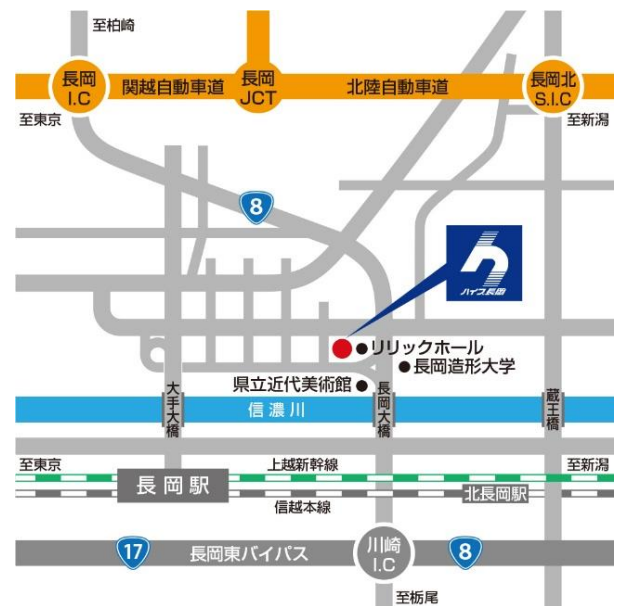 至柏崎
長岡
I.C
関越自動車道
長岡
JCT
北陸自動車道
長岡北
S.I.C
至東京
至新潟
8
ハイブ長岡
リリックホール
長岡造形大学
県立近代美術館
大手大橋
信濃川
長岡大橋
蔵王橋
至東京
上越新幹線
至新潟
長岡駅
北長岡駅
信越本線
17
長岡東バイパス
川崎
I.C
8
至栃尾